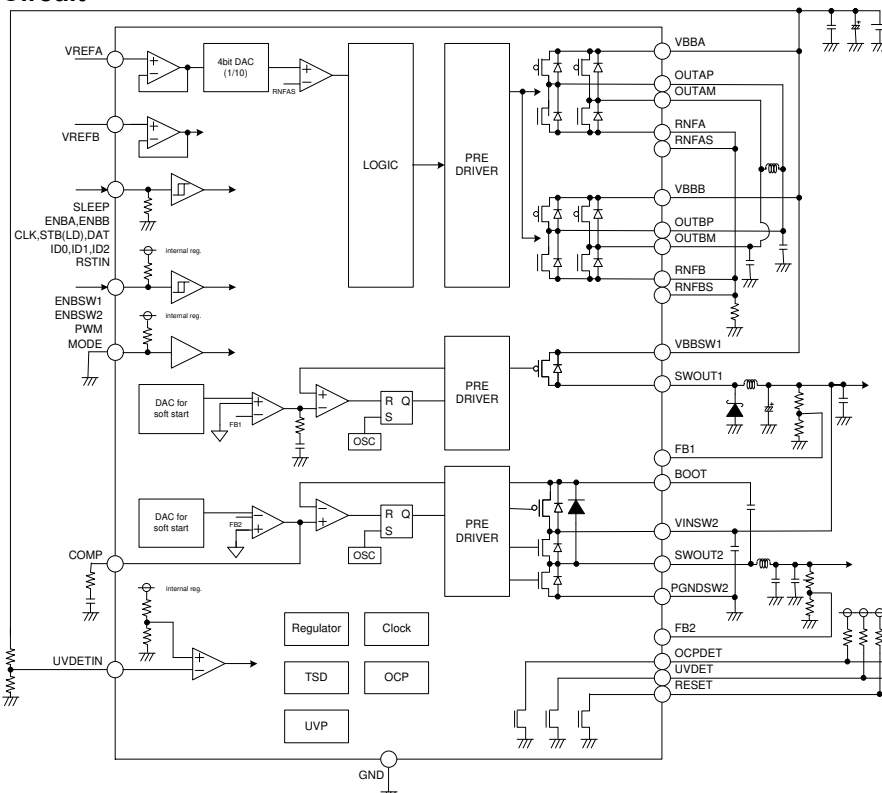 VREFA
4bit DAC
(1/10)
RNFAS
VREFB
SLEEP
ENBA,ENBB
CLK,STB(LD),DAT
ID0,ID1,ID2
RSTIN
internal reg.
ENBSW1
ENBSW2
PWM
internal reg.
MODE
LOGIC
PRE
DRIVER
VBBA
OUTAP
OUTAM
RNFA
RNFAS
VBBB
OUTBP
OUTBM
RNFB
RNFBS
VBBSW1
SWOUT1
DAC for
soft start
FB1
R Q
S
OSC
PRE
DRIVER
FB1
BOOT
DAC for
soft start
FB2
R Q
S
OSC
PRE
DRIVER
VINSW2
SWOUT2
PGNDSW2
FB2
COMP
internal reg.
UVDETIN
Regulator
Clock
TSD
OCP
UVP
OCPDET
UVDET
RESET
GND